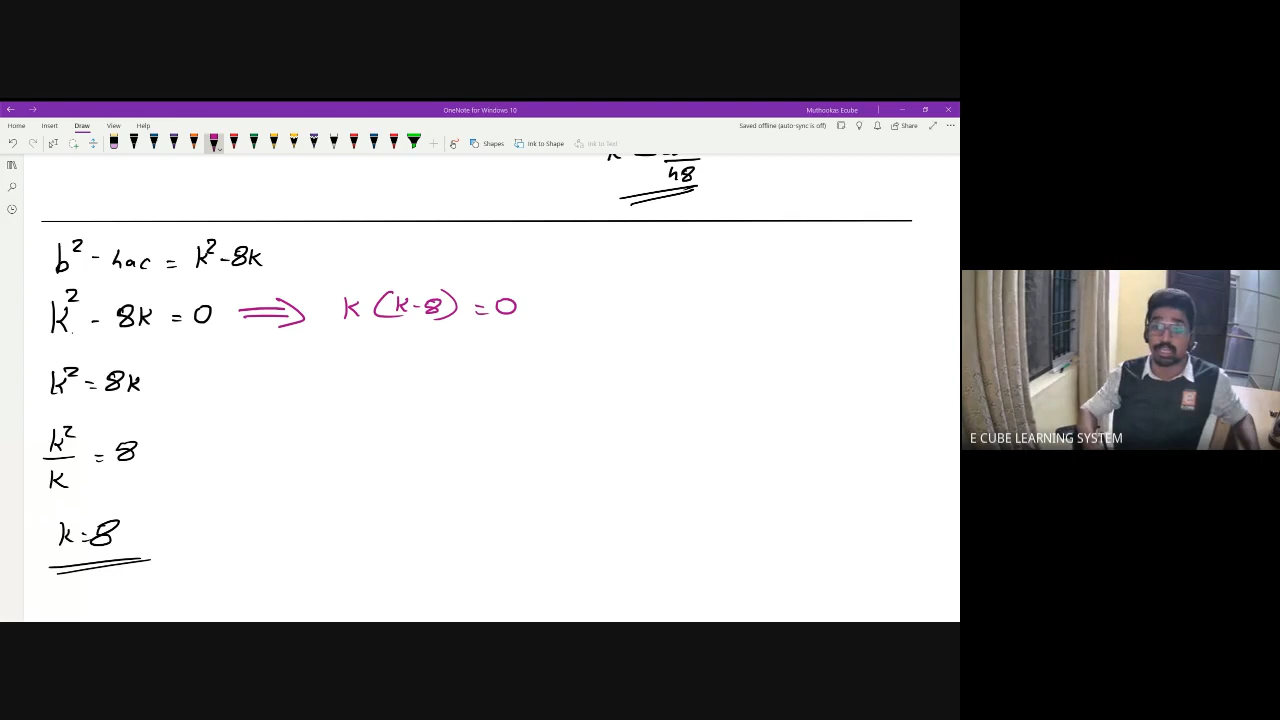 OneNote for Windows 10
Muthookas Ecube
Home Insert Draw View Help
Saved offline (auto-sync is off)
Share
Shapes
Ink to Shape
Ink to Text
48
b² - 4ac = k² - 8k
k² - 8k = 0 ⟹ k (k-8) = 0
k² = 8k
k²/k = 8
k = 8
E CUBE LEARNING SYSTEM